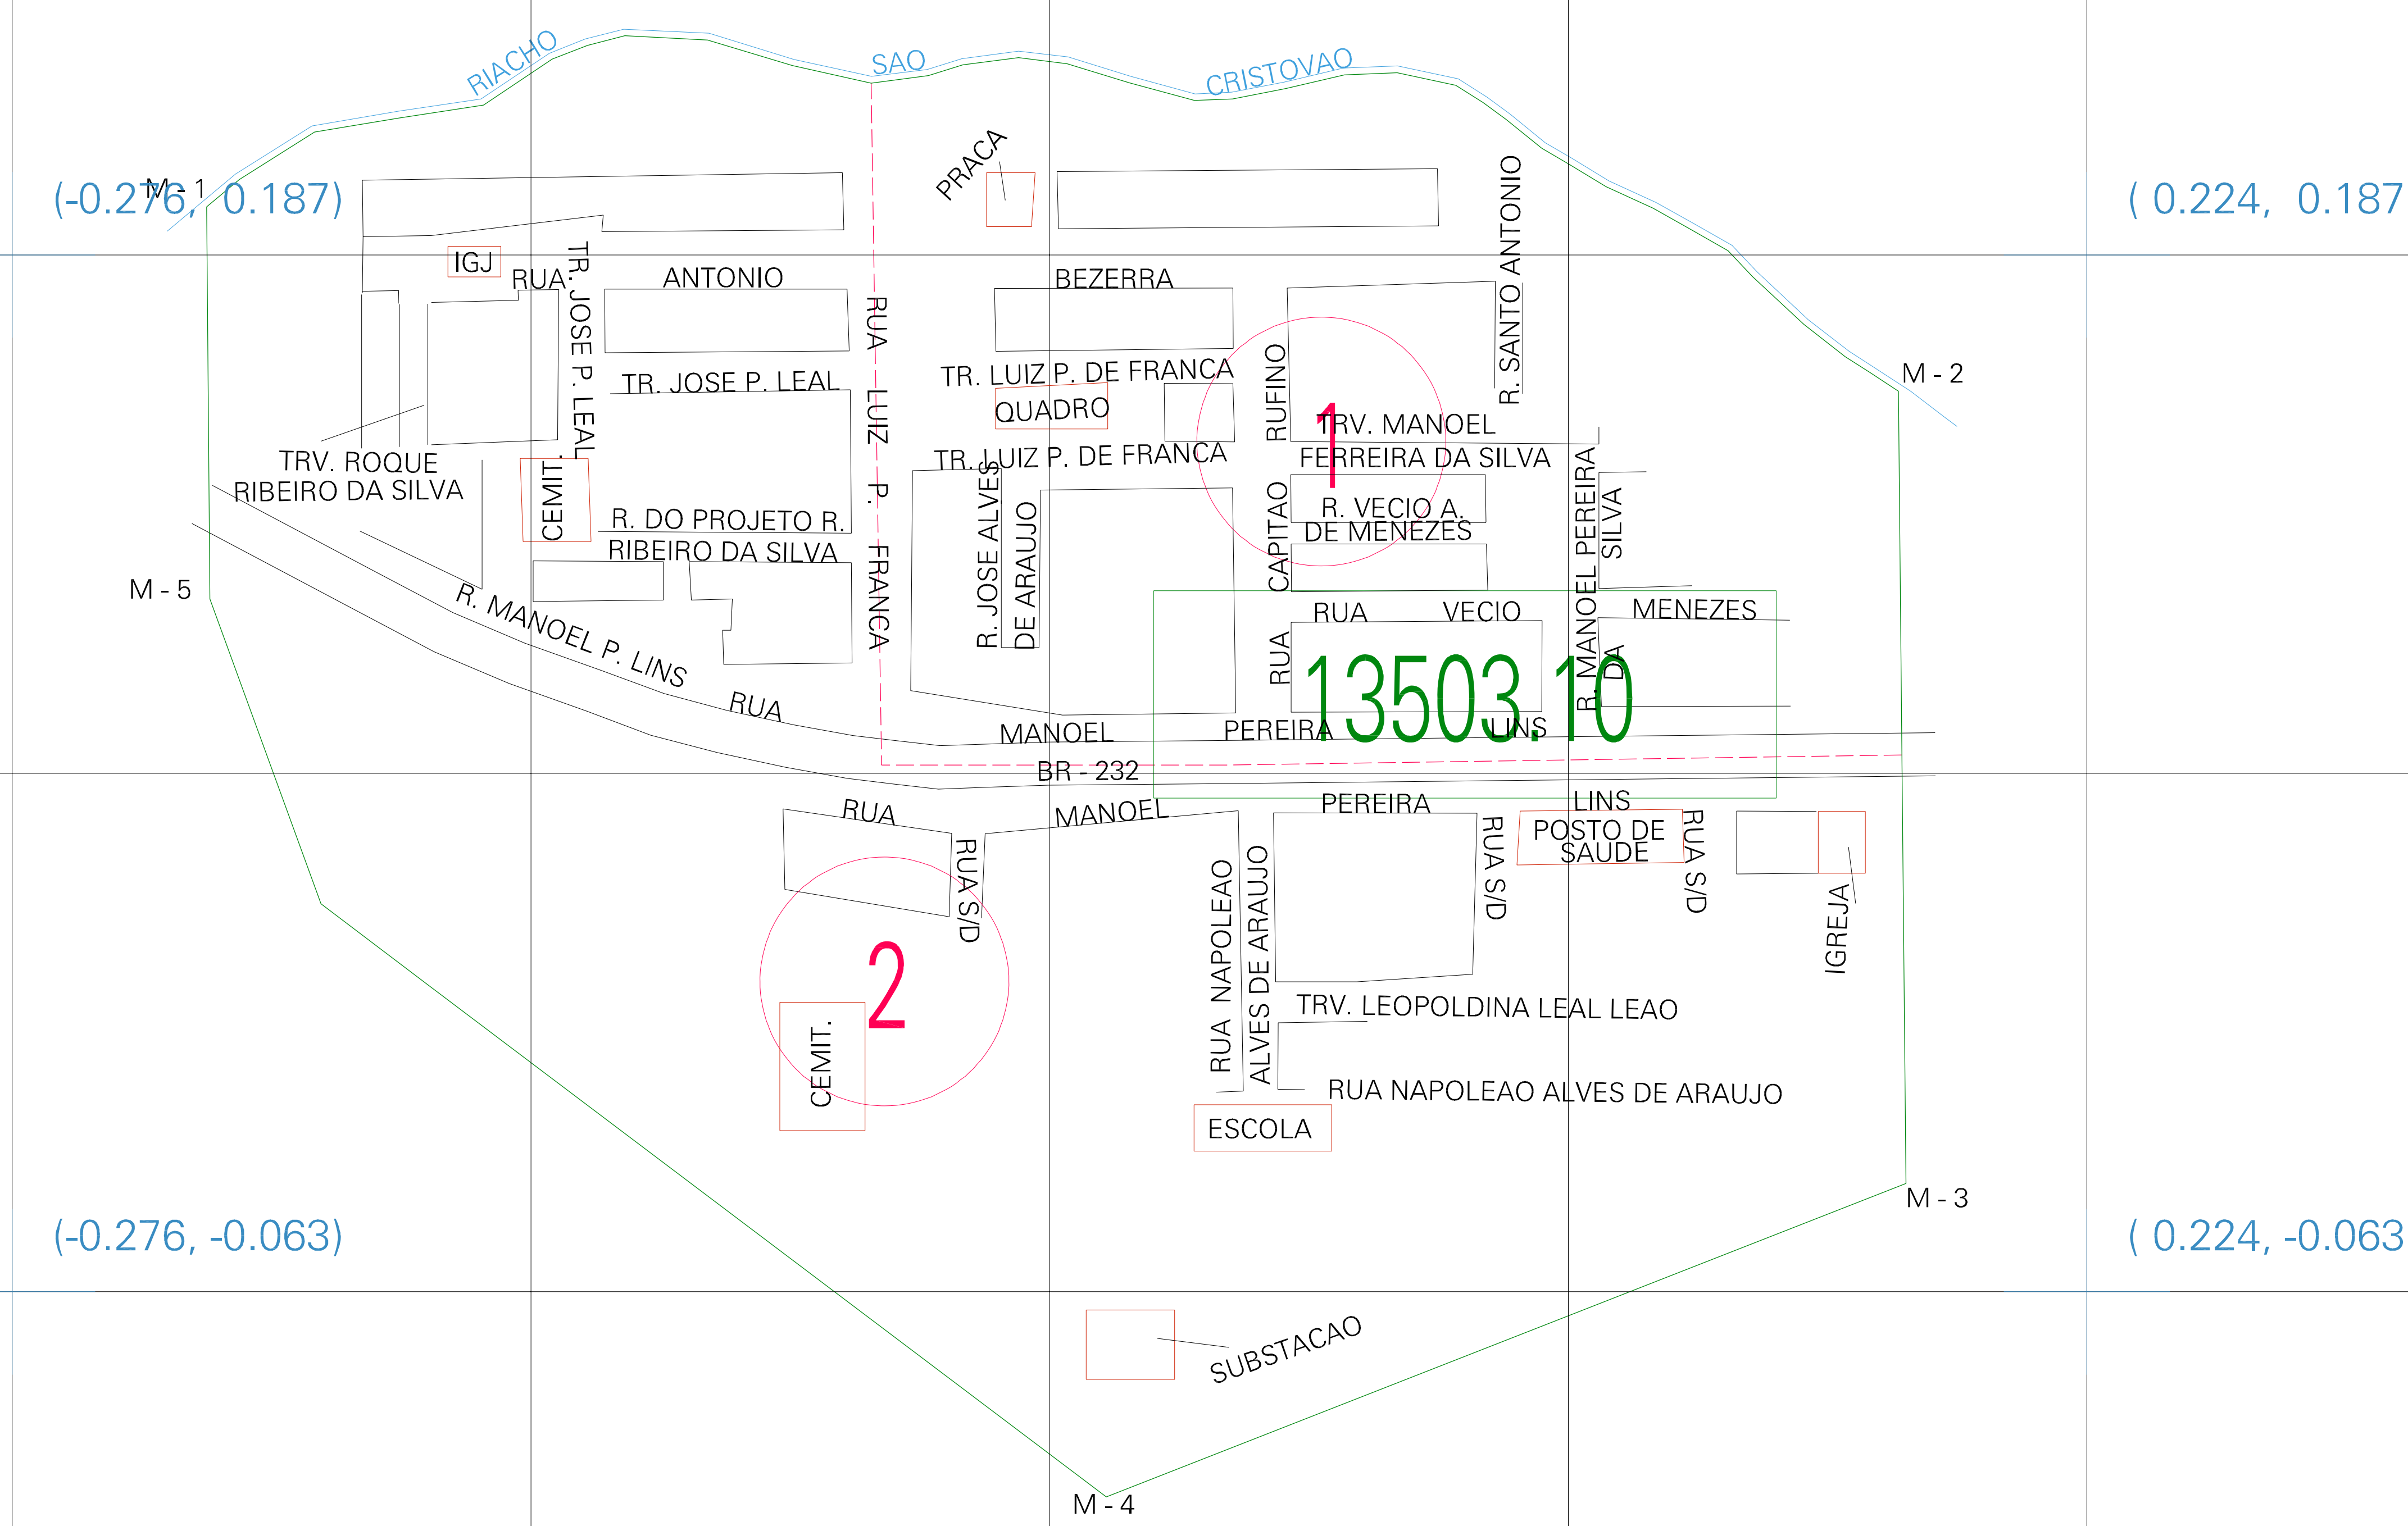 RIACHO
SAO
CRISTOVAO
M - 1
(-0.276,  0.187)
( 0.224,  0.187
PRACA
R. SANTO ANTONIO
IGJ
RUA
ANTONIO
BEZERRA
TR. JOSE P. LEAL
RUA LUIZ P. FRANCA
TR. JOSE P. LEAL
TR. LUIZ P. DE FRANCA
QUADRO
TR. LUIZ P. DE FRANCA
M - 2
1
TRV. MANOEL
FERREIRA DA SILVA
RUA CAPITAO RUFINO
TRV. ROQUE
RIBEIRO DA SILVA
CEMIT.
R. DO PROJETO R.
RIBEIRO DA SILVA
R. JOSE ALVES
DE ARAUJO
R. VECIO A.
DE MENEZES
R. MANOEL PEREIRA
DA SILVA
M - 5
R. MANOEL P. LINS
RUA
VECIO
MENEZES
13503.10
RUA
MANOEL
PEREIRA
LINS
BR - 232
RUA
MANOEL
PEREIRA
LINS
RUA S/D
RUA S/D
POSTO DE
SAUDE
RUA S/D
IGREJA
2
CEMIT.
RUA NAPOLEAO
ALVES DE ARAUJO
TRV. LEOPOLDINA LEAL LEAO
RUA NAPOLEAO ALVES DE ARAUJO
ESCOLA
M - 3
(-0.276, -0.063)
( 0.224, -0.063
SUBSTACAO
M - 4